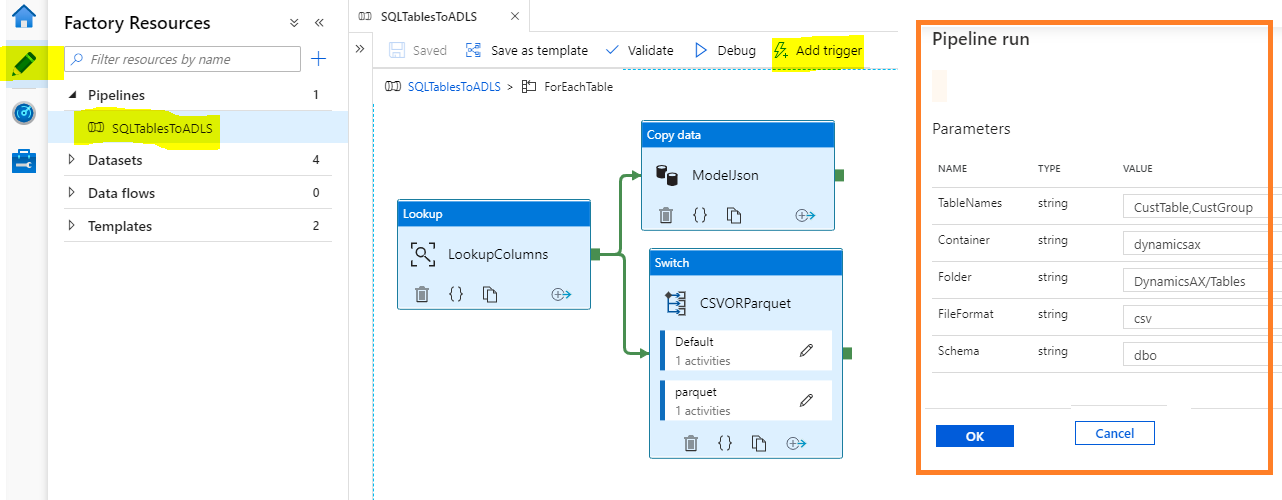 Factory Resources
Filter resources by name
Pipelines 1
SQLTablesToADLS
Datasets 4
Data flows 0
Templates 2
SQLTablesToADLS
Saved Save as template Validate Debug Add trigger
SQLTablesToADLS > ForEachTable
Lookup
LookupColumns
{}
Copy data
ModelJson
{}
Switch
CSVORParquet
Default
1 activities
parquet
1 activities
{}
Pipeline run
Parameters
NAME TYPE VALUE
TableNames string CustTable,CustGroup
Container string dynamicsax
Folder string DynamicsAX/Tables
FileFormat string csv
Schema string dbo
OK Cancel